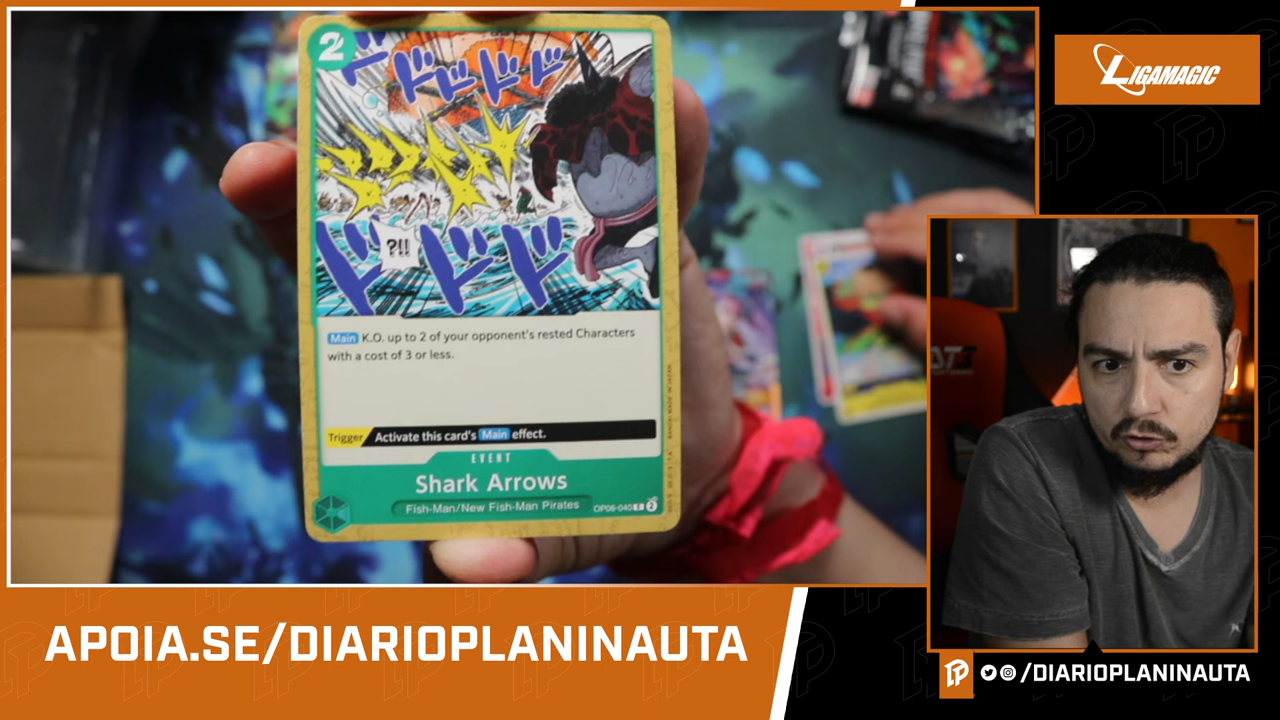 2
ドドドドド
?!!
ドドド
Main K.O. up to 2 of your opponent's rested Characters
with a cost of 3 or less.
Trigger Activate this card's Main effect.
EVENT
Shark Arrows
Fish-Man/New Fish-Man Pirates
OP06-040
2
LIGAMAGIC
APOIA.SE/DIARIOPLANINAUTA
/DIARIOPLANINAUTA